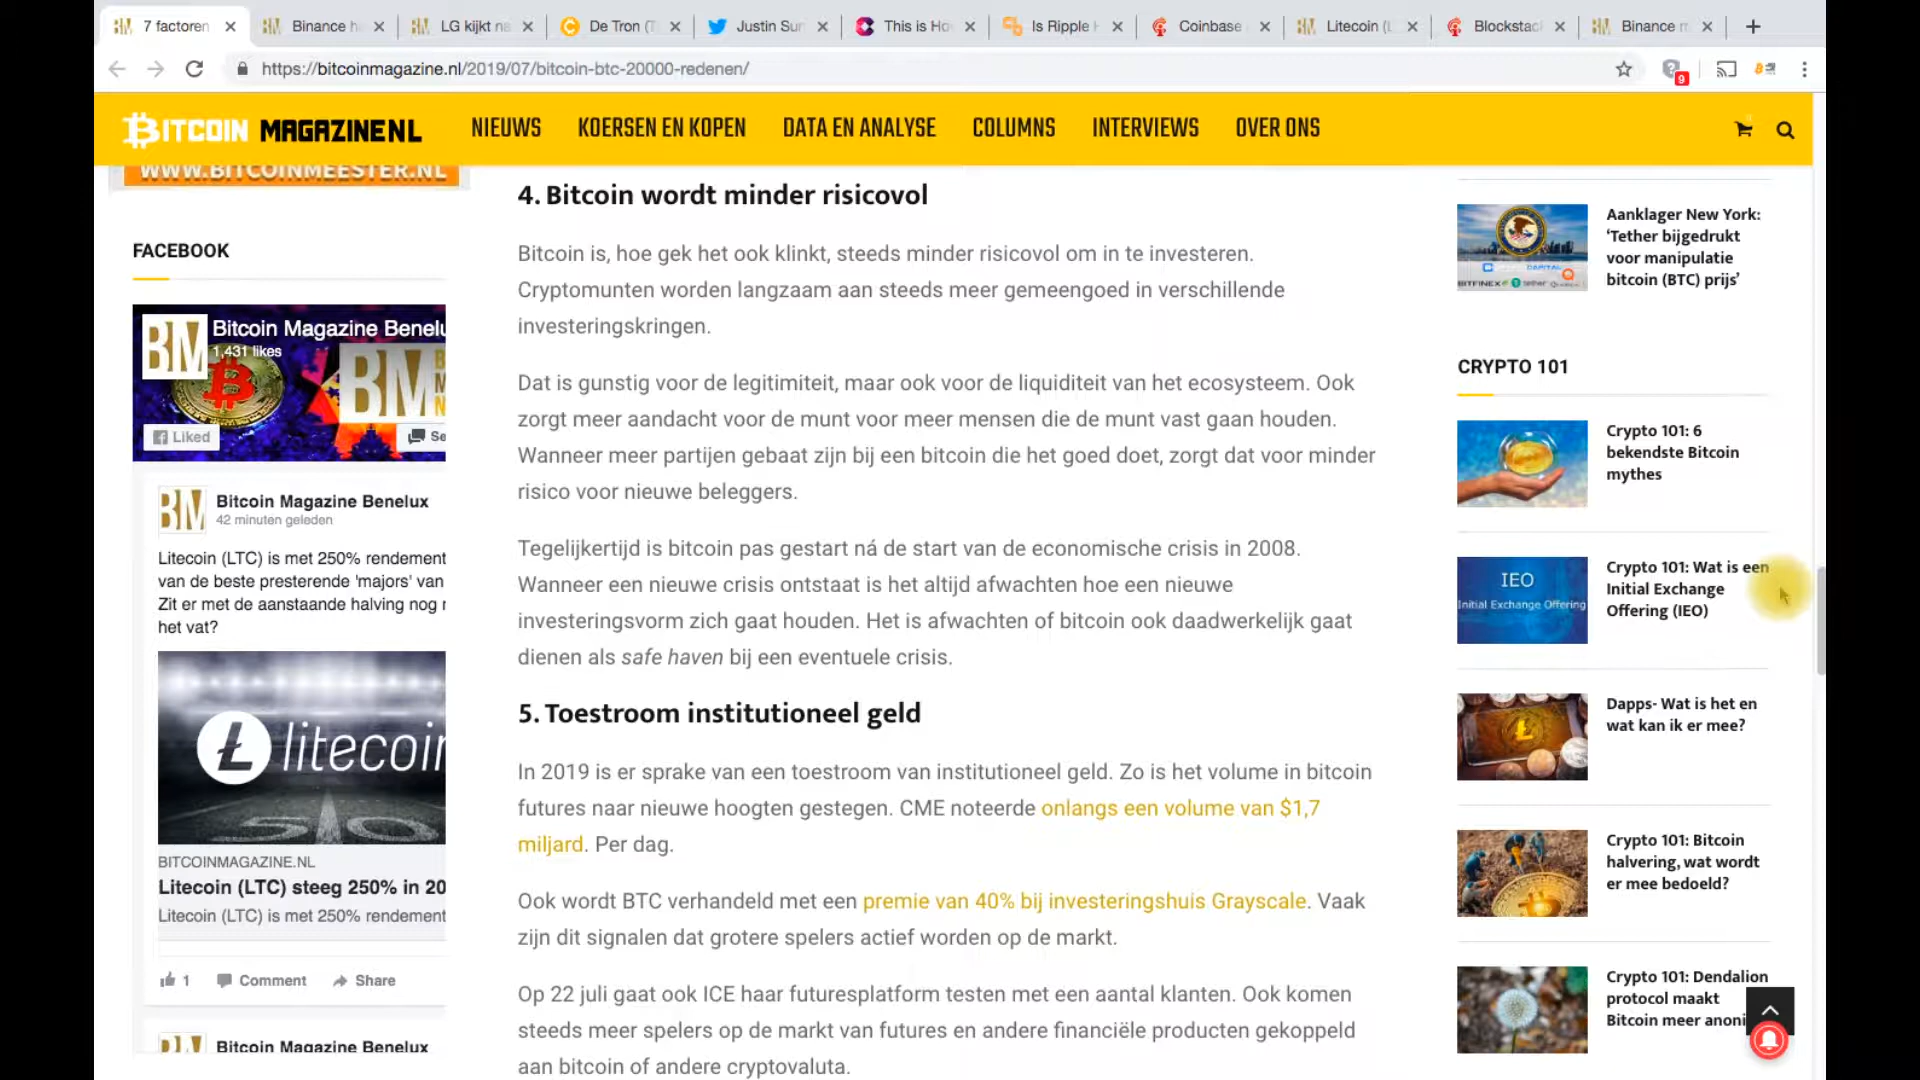 7 factoren
Binance h
LG kijkt na
De Tron (T
Justin Sun
This is Ho
Is Ripple H
Coinbase
Litecoin (L
Blockstac
Binance m
https://bitcoinmagazine.nl/2019/07/bitcoin-btc-20000-redenen/
9
BITCOIN MAGAZINENL
NIEUWS
KOERSEN EN KOPEN
DATA EN ANALYSE
COLUMNS
INTERVIEWS
OVER ONS
WWW.BITCOINMEESTER.NL
FACEBOOK
BM
Bitcoin Magazine Benelu
1,431 likes
Liked
Se
BM
Bitcoin Magazine Benelux
42 minuten geleden
Litecoin (LTC) is met 250% rendement
van de beste presterende 'majors' van
Zit er met de aanstaande halving nog
het vat?
litecoin
50
BITCOINMAGAZINE.NL
Litecoin (LTC) steeg 250% in 20
Litecoin (LTC) is met 250% rendement
1
Comment
Share
BM
Bitcoin Magazine Benelux
4. Bitcoin wordt minder risicovol
Bitcoin is, hoe gek het ook klinkt, steeds minder risicovol om in te investeren.
Cryptomunten worden langzaam aan steeds meer gemeengoed in verschillende
investeringskringen.
Dat is gunstig voor de legitimiteit, maar ook voor de liquiditeit van het ecosysteem. Ook
zorgt meer aandacht voor de munt voor meer mensen die de munt vast gaan houden.
Wanneer meer partijen gebaat zijn bij een bitcoin die het goed doet, zorgt dat voor minder
risico voor nieuwe beleggers.
Tegelijkertijd is bitcoin pas gestart ná de start van de economische crisis in 2008.
Wanneer een nieuwe crisis ontstaat is het altijd afwachten hoe een nieuwe
investeringsvorm zich gaat houden. Het is afwachten of bitcoin ook daadwerkelijk gaat
dienen als safe haven bij een eventuele crisis.
5. Toestroom institutioneel geld
In 2019 is er sprake van een toestroom van institutioneel geld. Zo is het volume in bitcoin
futures naar nieuwe hoogten gestegen. CME noteerde onlangs een volume van $1,7
miljard. Per dag.
Ook wordt BTC verhandeld met een premie van 40% bij investeringshuis Grayscale. Vaak
zijn dit signalen dat grotere spelers actief worden op de markt.
Op 22 juli gaat ook ICE haar futuresplatform testen met een aantal klanten. Ook komen
steeds meer spelers op de markt van futures en andere financiële producten gekoppeld
aan bitcoin of andere cryptovaluta.
CAPITAL
BITFINEX
tether
Aanklager New York:
‘Tether bijgedrukt
voor manipulatie
bitcoin (BTC) prijs’
CRYPTO 101
Crypto 101: 6
bekendste Bitcoin
mythes
IEO
Initial Exchange Offering
Crypto 101: Wat is een
Initial Exchange
Offering (IEO)
Dapps- Wat is het en
wat kan ik er mee?
Crypto 101: Bitcoin
halvering, wat wordt
er mee bedoeld?
Crypto 101: Dendalion
protocol maakt
Bitcoin meer anoni